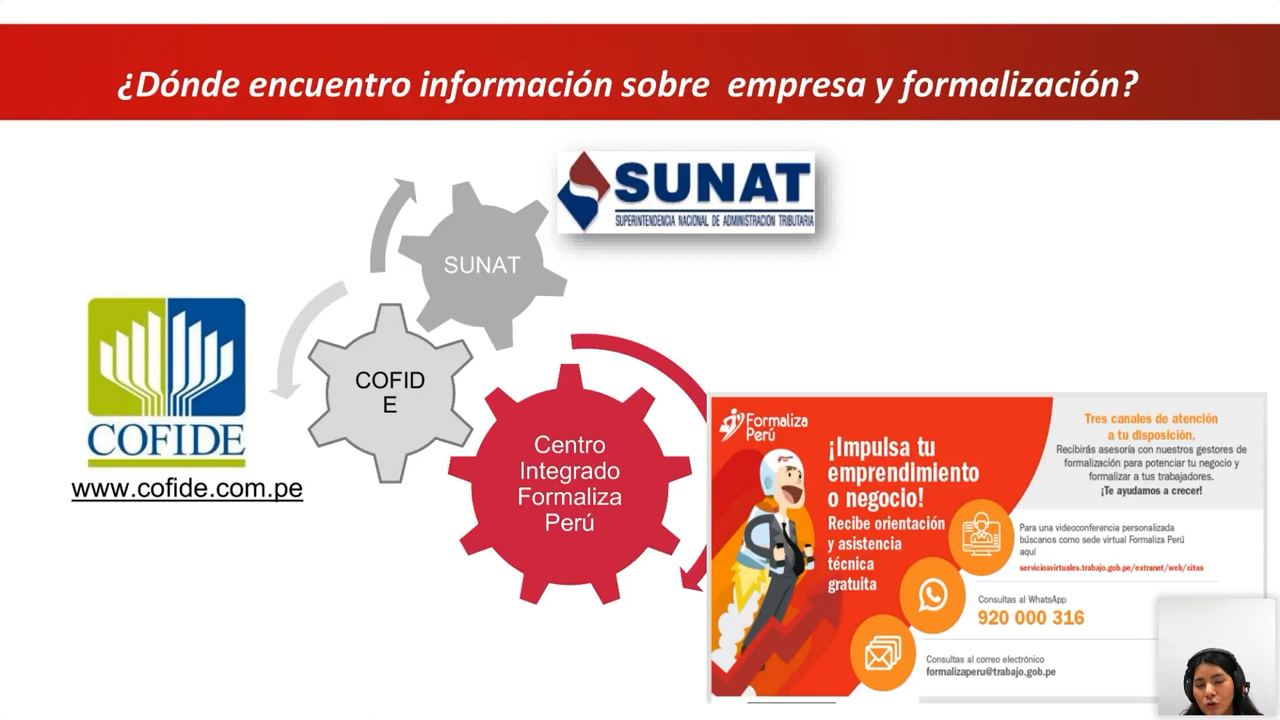 ¿Dónde encuentro información sobre empresa y formalización?
SUNAT
SUPERINTENDENCIA NACIONAL DE ADMINISTRACION TRIBUTARIA
SUNAT
COFIDE
www.cofide.com.pe
COFID
E
Centro
Integrado
Formaliza
Perú
Formaliza
Perú
¡Impulsa tu
emprendimiento
o negocio!
Recibe orientación
y asistencia
técnica
gratuita
Tres canales de atención
a tu disposición.
Recibirás asesoría con nuestros gestores de
formalización para potenciar tu negocio y
formalizar a tus trabajadores.
¡Te ayudamos a crecer!
Para una videoconferencia personalizada
búscanos como sede virtual Formaliza Perú
aquí
serviciosvirtuales.trabajo.gob.pe/extranet/web/citas
Consultas al WhatsApp
920 000 316
Consultas al correo electrónico
formalizaperu@trabajo.gob.pe